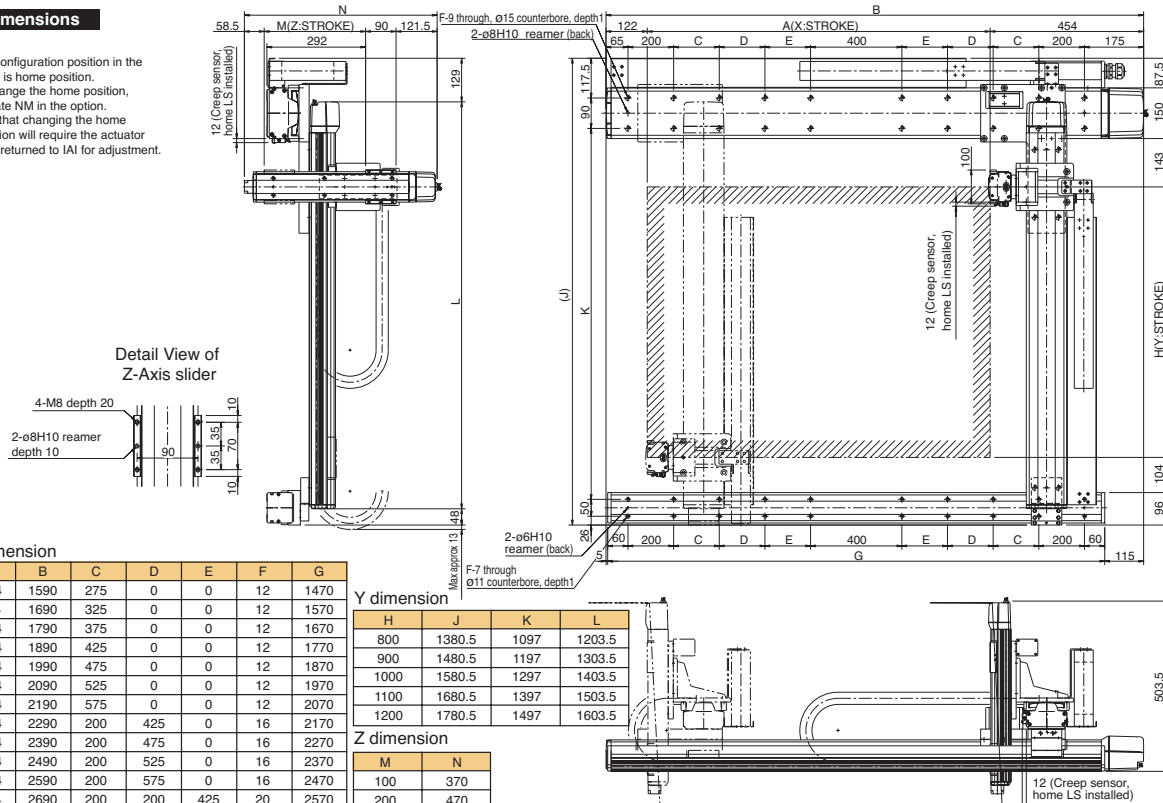 mensions
onfiguration position in the
is home position.
ange the home position,
ate NM in the option.
that changing the home
ion will require the actuator
returned to IAI for adjustment.
N
58.5 M(Z:STROKE) 90 121.5
292
12 (Creep sensor,
home LS installed)
129
L
48
Max approx 13
F-9 through, ø15 counterbore, depth1
2-ø8H10 reamer (back)
B
122 A(X:STROKE) 454
65 200 C D E 400 E D C 200 175
117.5
90
(J)
K
50
26
87.5
150
143
H(Y:STROKE)
104
96
100
12 (Creep sensor,
home LS installed)
Detail View of
Z-Axis slider
4-M8 depth 20
2-ø8H10 reamer
depth 10
90
10
35
70
35
10
2-ø6H10
reamer (back)
F-7 through
ø11 counterbore, depth1
60 200 C D E 400 E D C 200 60
5 G 115
mension
B C D E F G
4 1590 275 0 0 12 1470
1690 325 0 0 12 1570
4 1790 375 0 0 12 1670
4 1890 425 0 0 12 1770
4 1990 475 0 0 12 1870
4 2090 525 0 0 12 1970
4 2190 575 0 0 12 2070
4 2290 200 425 0 16 2170
4 2390 200 475 0 16 2270
4 2490 200 525 0 16 2370
4 2590 200 575 0 16 2470
2690 200 200 425 20 2570
Y dimension
H J K L
800 1380.5 1097 1203.5
900 1480.5 1197 1303.5
1000 1580.5 1297 1403.5
1100 1680.5 1397 1503.5
1200 1780.5 1497 1603.5
Z dimension
M N
100 370
200 470
503.5
12 (Creep sensor,
home LS installed)